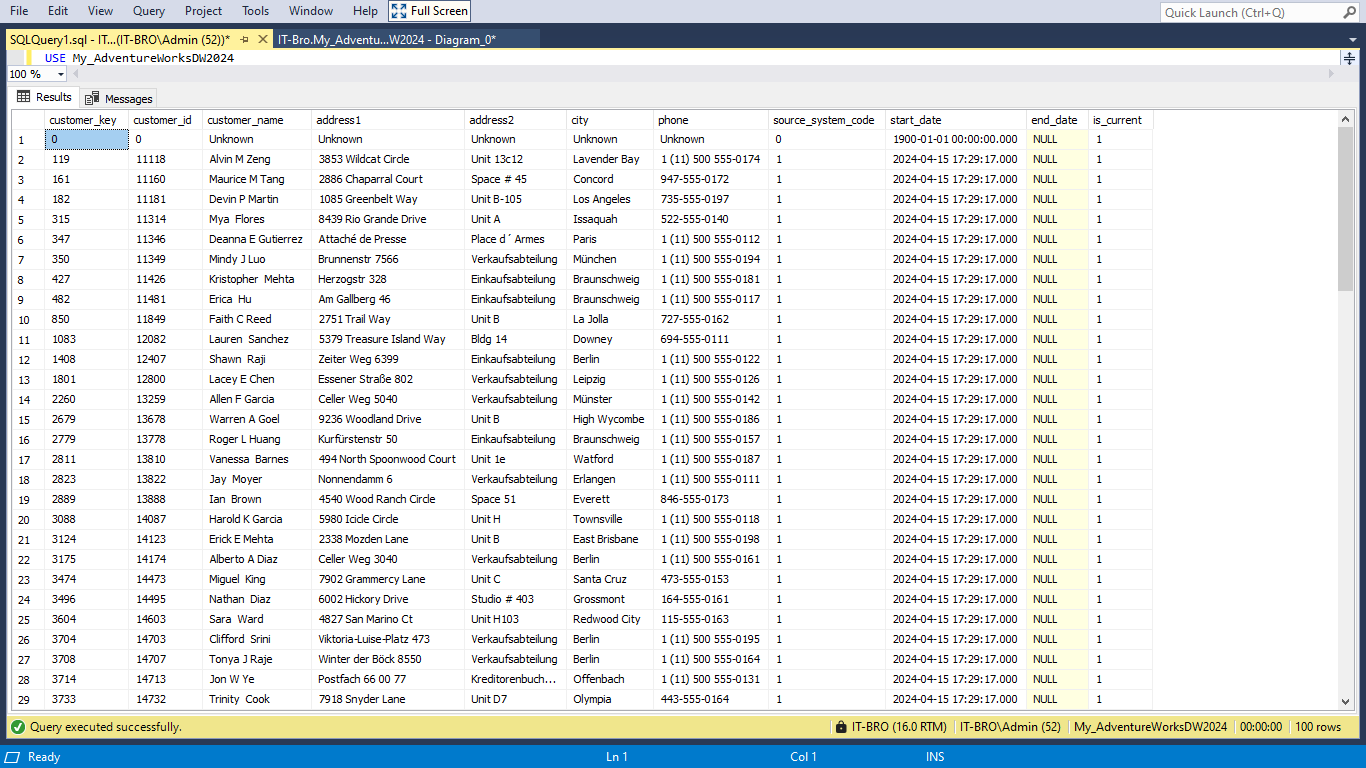 File Edit View Query Project Tools Window Help Full Screen Quick Launch (Ctrl+Q)
SQLQuery1.sql - IT...(IT-BRO\Admin (52))* IT-Bro.My_Adventu...W2024 - Diagram_0*
USE My_AdventureWorksDW2024
100 %
Results Messages
customer_key customer_id customer_name address1 address2 city phone source_system_code start_date end_date is_current
1 0 0 Unknown Unknown Unknown Unknown Unknown 0 1900-01-01 00:00:00.000 NULL 1
2 119 11118 Alvin M Zeng 3853 Wildcat Circle Unit 13c12 Lavender Bay 1 (11) 500 555-0174 1 2024-04-15 17:29:17.000 NULL 1
3 161 11160 Maurice M Tang 2886 Chaparral Court Space # 45 Concord 947-555-0172 1 2024-04-15 17:29:17.000 NULL 1
4 182 11181 Devin P Martin 1085 Greenbelt Way Unit B-105 Los Angeles 735-555-0197 1 2024-04-15 17:29:17.000 NULL 1
5 315 11314 Mya Flores 8439 Rio Grande Drive Unit A Issaquah 522-555-0140 1 2024-04-15 17:29:17.000 NULL 1
6 347 11346 Deanna E Gutierrez Attaché de Presse Place d´Armes Paris 1 (11) 500 555-0112 1 2024-04-15 17:29:17.000 NULL 1
7 350 11349 Mindy J Luo Brunnenstr 7566 Verkaufsabteilung München 1 (11) 500 555-0194 1 2024-04-15 17:29:17.000 NULL 1
8 427 11426 Kristopher Mehta Herzogstr 328 Einkaufsabteilung Braunschweig 1 (11) 500 555-0181 1 2024-04-15 17:29:17.000 NULL 1
9 482 11481 Erica Hu Am Gallberg 46 Einkaufsabteilung Braunschweig 1 (11) 500 555-0117 1 2024-04-15 17:29:17.000 NULL 1
10 850 11849 Faith C Reed 2751 Trail Way Unit B La Jolla 727-555-0162 1 2024-04-15 17:29:17.000 NULL 1
11 1083 12082 Lauren Sanchez 5379 Treasure Island Way Bldg 14 Downey 694-555-0111 1 2024-04-15 17:29:17.000 NULL 1
12 1408 12407 Shawn Raji Zeiter Weg 6399 Einkaufsabteilung Berlin 1 (11) 500 555-0122 1 2024-04-15 17:29:17.000 NULL 1
13 1801 12800 Lacey E Chen Essener Straße 802 Verkaufsabteilung Leipzig 1 (11) 500 555-0126 1 2024-04-15 17:29:17.000 NULL 1
14 2260 13259 Allen F Garcia Celler Weg 5040 Verkaufsabteilung Münster 1 (11) 500 555-0142 1 2024-04-15 17:29:17.000 NULL 1
15 2679 13678 Warren A Goel 9236 Woodland Drive Unit B High Wycombe 1 (11) 500 555-0186 1 2024-04-15 17:29:17.000 NULL 1
16 2779 13778 Roger L Huang Kurfürstenstr 50 Einkaufsabteilung Braunschweig 1 (11) 500 555-0157 1 2024-04-15 17:29:17.000 NULL 1
17 2811 13810 Vanessa Barnes 494 North Spoonwood Court Unit 1e Watford 1 (11) 500 555-0187 1 2024-04-15 17:29:17.000 NULL 1
18 2823 13822 Jay Moyer Nonnendamm 6 Verkaufsabteilung Erlangen 1 (11) 500 555-0111 1 2024-04-15 17:29:17.000 NULL 1
19 2889 13888 Ian Brown 4540 Wood Ranch Circle Space 51 Everett 846-555-0173 1 2024-04-15 17:29:17.000 NULL 1
20 3088 14087 Harold K Garcia 5980 Icicle Circle Unit H Townsville 1 (11) 500 555-0118 1 2024-04-15 17:29:17.000 NULL 1
21 3124 14123 Erick E Mehta 2338 Mozden Lane Unit B East Brisbane 1 (11) 500 555-0198 1 2024-04-15 17:29:17.000 NULL 1
22 3175 14174 Alberto A Diaz Celler Weg 3040 Verkaufsabteilung Berlin 1 (11) 500 555-0161 1 2024-04-15 17:29:17.000 NULL 1
23 3474 14473 Miguel King 7902 Grammercy Lane Unit C Santa Cruz 473-555-0153 1 2024-04-15 17:29:17.000 NULL 1
24 3496 14495 Nathan Diaz 6002 Hickory Drive Studio # 403 Grossmont 164-555-0161 1 2024-04-15 17:29:17.000 NULL 1
25 3604 14603 Sara Ward 4827 San Marino Ct Unit H103 Redwood City 115-555-0163 1 2024-04-15 17:29:17.000 NULL 1
26 3704 14703 Clifford Srini Viktoria-Luise-Platz 473 Verkaufsabteilung Berlin 1 (11) 500 555-0195 1 2024-04-15 17:29:17.000 NULL 1
27 3708 14707 Tonya J Raje Winter der Böck 8550 Verkaufsabteilung Berlin 1 (11) 500 555-0164 1 2024-04-15 17:29:17.000 NULL 1
28 3714 14713 Jon W Ye Postfach 66 00 77 Kreditorenbuch... Offenbach 1 (11) 500 555-0131 1 2024-04-15 17:29:17.000 NULL 1
29 3733 14732 Trinity Cook 7918 Snyder Lane Unit D7 Olympia 443-555-0164 1 2024-04-15 17:29:17.000 NULL 1
Query executed successfully. IT-BRO (16.0 RTM) IT-BRO\Admin (52) My_AdventureWorksDW2024 00:00:00 100 rows
Ready Ln 1 Col 1 INS